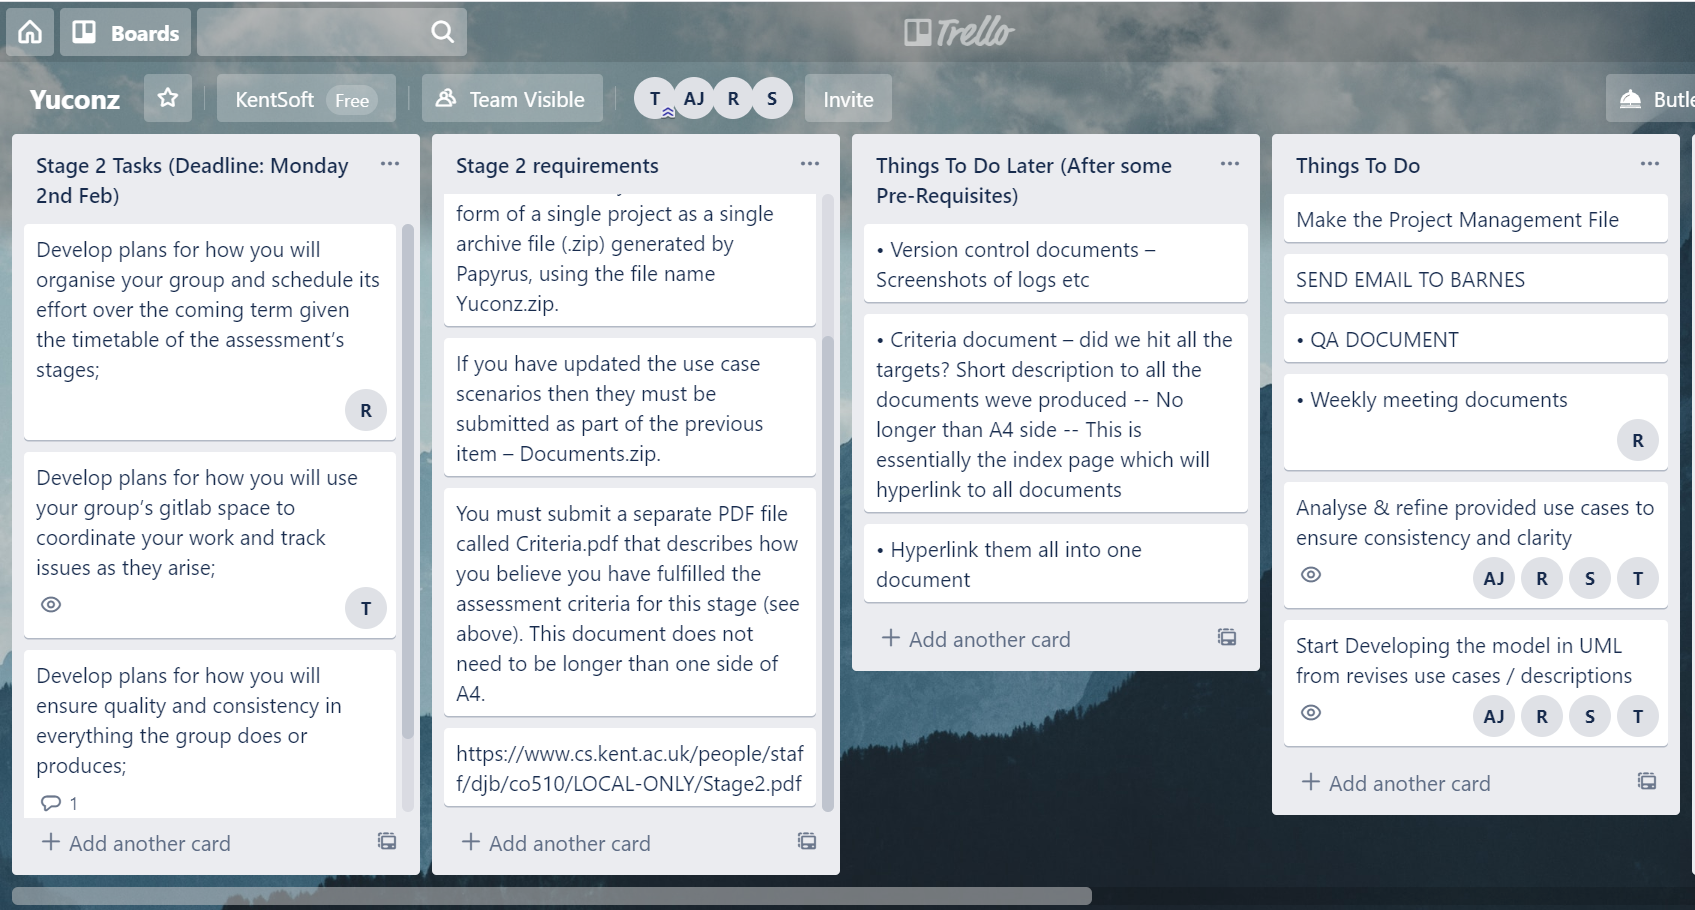 Boards
Trello
Yuconz
KentSoft Free
Team Visible
T AJ R S
Invite
Stage 2 Tasks (Deadline: Monday
2nd Feb)
Develop plans for how you will
organise your group and schedule its
effort over the coming term given
the timetable of the assessment’s
stages;
R
Develop plans for how you will use
your group’s gitlab space to
coordinate your work and track
issues as they arise;
T
Develop plans for how you will
ensure quality and consistency in
everything the group does or
produces;
1
+ Add another card
Stage 2 requirements
form of a single project as a single
archive file (.zip) generated by
Papyrus, using the file name
Yuconz.zip.
If you have updated the use case
scenarios then they must be
submitted as part of the previous
item – Documents.zip.
You must submit a separate PDF file
called Criteria.pdf that describes how
you believe you have fulfilled the
assessment criteria for this stage (see
above). This document does not
need to be longer than one side of
A4.
https://www.cs.kent.ac.uk/people/staf
f/djb/co510/LOCAL-ONLY/Stage2.pdf
+ Add another card
Things To Do Later (After some
Pre-Requisites)
• Version control documents –
Screenshots of logs etc
• Criteria document – did we hit all the
targets? Short description to all the
documents weve produced -- No
longer than A4 side -- This is
essentially the index page which will
hyperlink to all documents
• Hyperlink them all into one
document
+ Add another card
Things To Do
Make the Project Management File
SEND EMAIL TO BARNES
• QA DOCUMENT
• Weekly meeting documents
R
Analyse & refine provided use cases to
ensure consistency and clarity
AJ R S T
Start Developing the model in UML
from revises use cases / descriptions
AJ R S T
+ Add another card